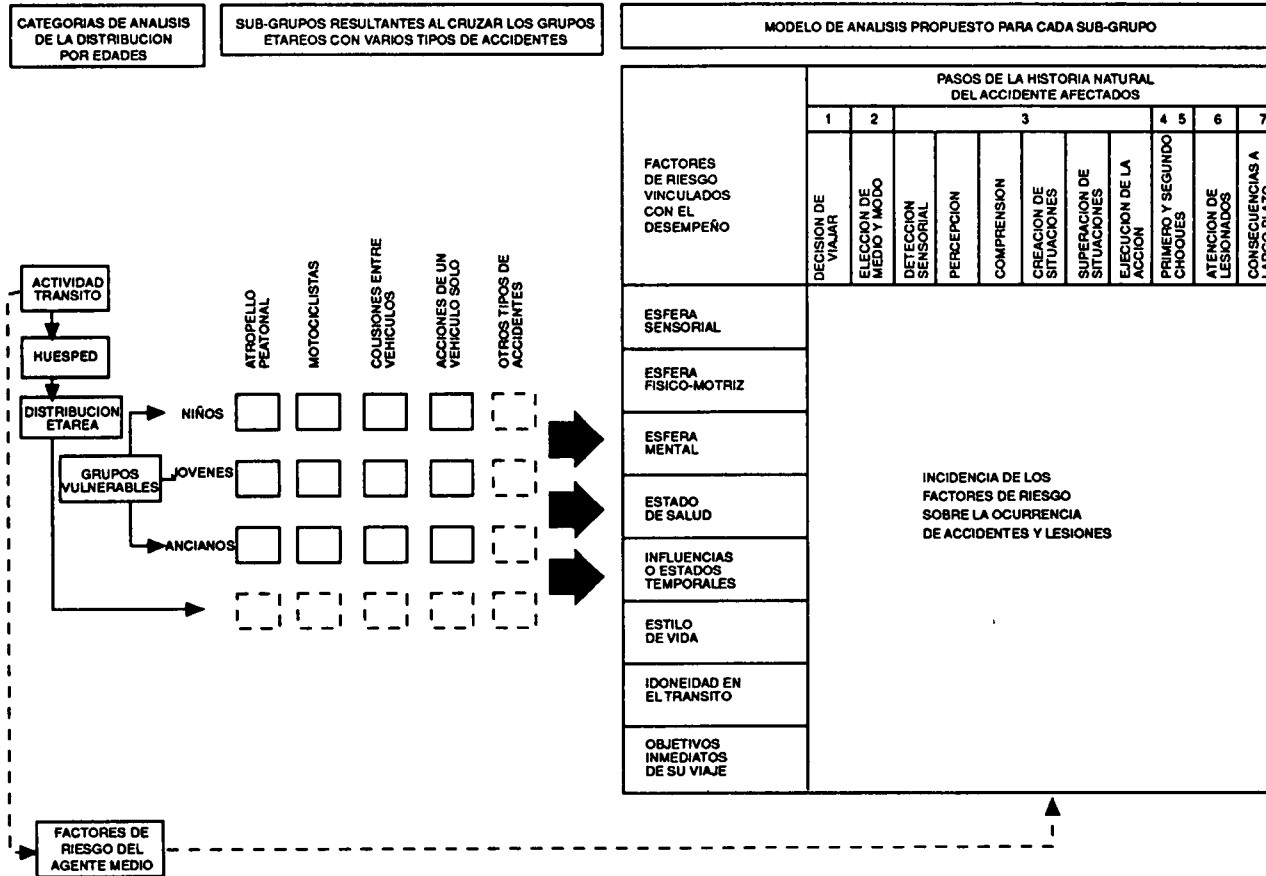 CATEGORIAS DE ANALISIS
DE LA DISTRIBUCION
POR EDADES
SUB-GRUPOS RESULTANTES AL CRUZAR LOS GRUPOS
ETAREOS CON VARIOS TIPOS DE ACCIDENTES
MODELO DE ANALISIS PROPUESTO PARA CADA SUB-GRUPO
ACTIVIDAD
TRANSITO
HUESPED
DISTRIBUCION
ETAREA
GRUPOS
VULNERABLES
NIÑOS
JOVENES
ANCIANOS
ATROPELLO
PEATONAL
MOTOCICLISTAS
COLISIONES ENTRE
VEHICULOS
ACCIONES DE UN
VEHICULO SOLO
OTROS TIPOS DE
ACCIDENTES
FACTORES
DE RIESGO
VINCULADOS
CON EL
DESEMPEÑO
PASOS DE LA HISTORIA NATURAL
DEL ACCIDENTE AFECTADOS
1 2 3 4 5 6 7
DECISION DE
VIAJAR
ELECCION DE
MEDIO Y MODO
DETECCION
SENSORIAL
PERCEPCION
COMPRENSION
CREACION DE
SITUACIONES
SUPERACION DE
SITUACIONES
EJECUCION DE LA
ACCION
PRIMERO Y SEGUNDO
CHOQUES
ATENCION DE
LESIONADOS
CONSECUENCIAS A
LARGO PLAZO
ESFERA
SENSORIAL
ESFERA
FISICO-MOTRIZ
ESFERA
MENTAL
ESTADO
DE SALUD
INFLUENCIAS
O ESTADOS
TEMPORALES
ESTILO
DE VIDA
IDONEIDAD EN
EL TRANSITO
OBJETIVOS
INMEDIATOS
DE SU VIAJE
INCIDENCIA DE LOS
FACTORES DE RIESGO
SOBRE LA OCURRENCIA
DE ACCIDENTES Y LESIONES
FACTORES DE
RIESGO DEL
AGENTE MEDIO